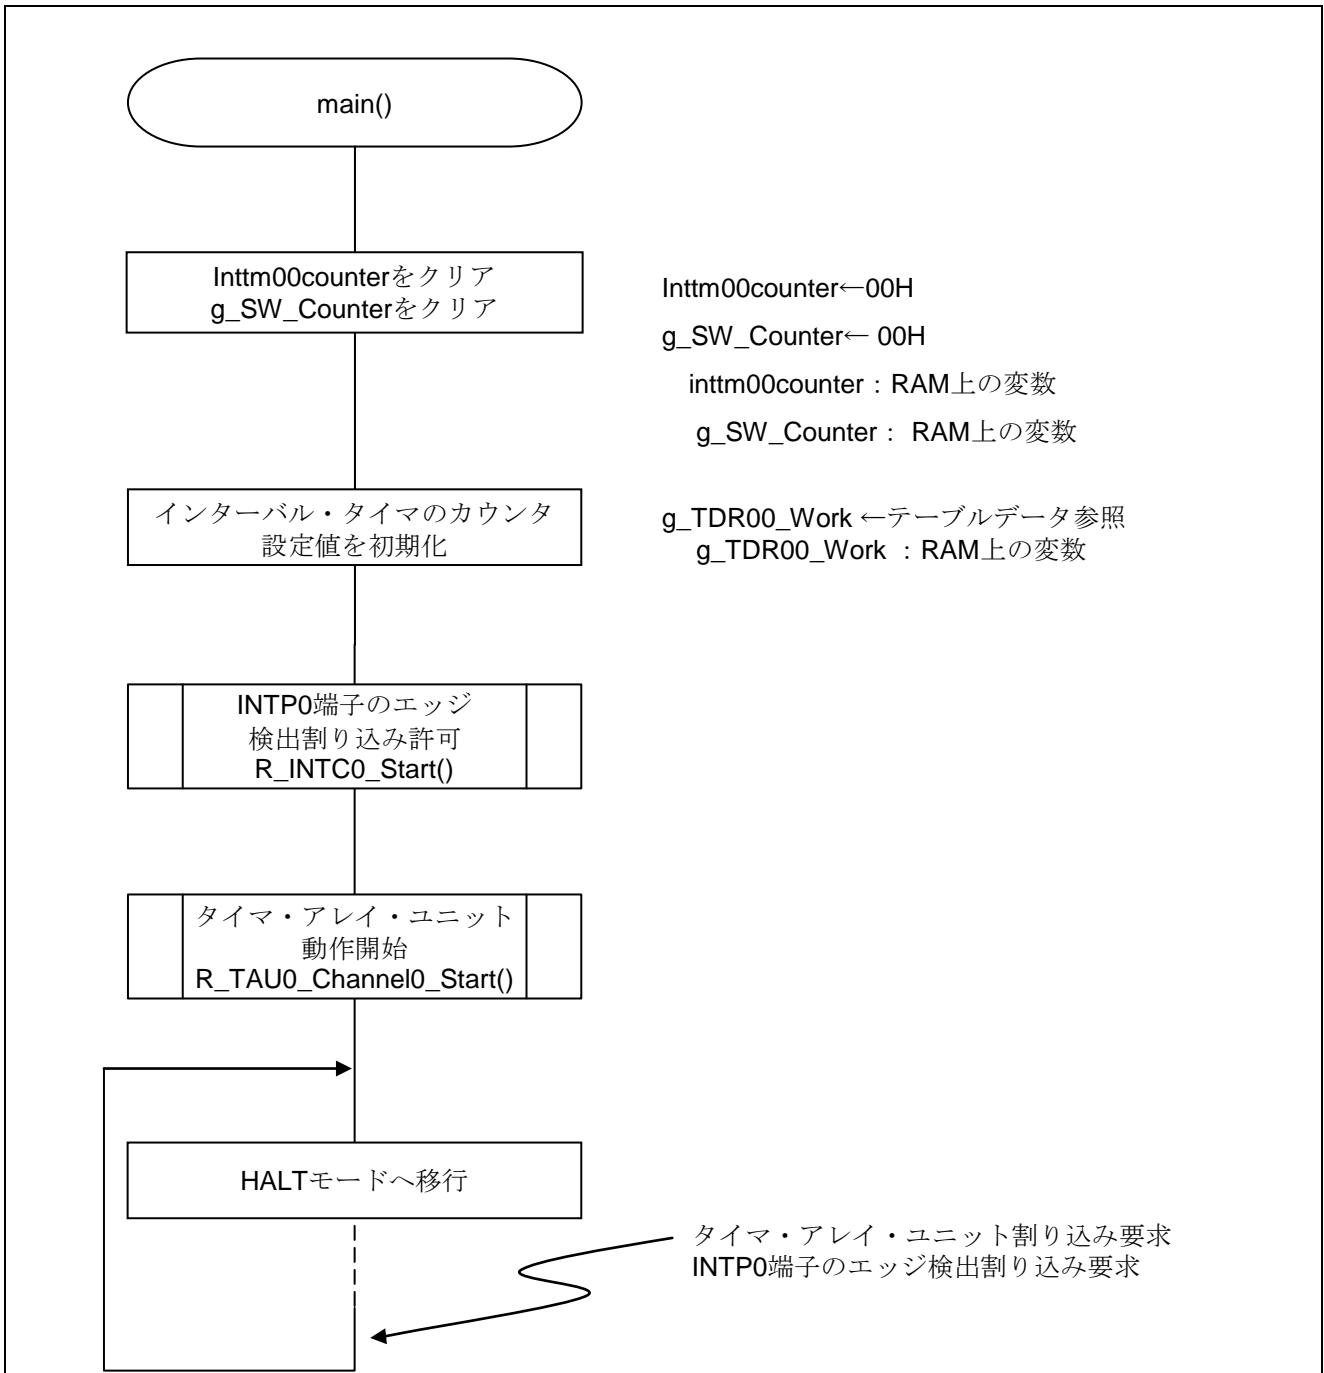 main()
Inttm00counterをクリア
g_SW_Counterをクリア
Inttm00counter←00H
g_SW_Counter← 00H
inttm00counter：RAM上の変数
g_SW_Counter： RAM上の変数
インターバル・タイマのカウンタ
設定値を初期化
g_TDR00_Work ←テーブルデータ参照
g_TDR00_Work ：RAM上の変数
INTP0端子のエッジ
検出割り込み許可
R_INTC0_Start()
タイマ・アレイ・ユニット
動作開始
R_TAU0_Channel0_Start()
HALTモードへ移行
タイマ・アレイ・ユニット割り込み要求
INTP0端子のエッジ検出割り込み要求